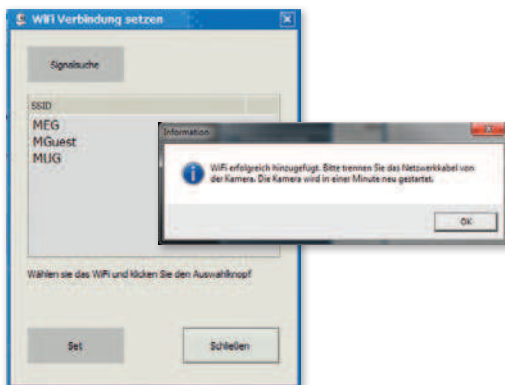 WiFi Verbindung setzen
Signalsuche
SSID
MEG
MGuest
MUG
Information
WiFi erfolgreich hinzugefügt. Bitte trennen Sie das Netzwerkkabel von
der Kamera. Die Kamera wird in einer Minute neu gestartet.
OK
Wählen sie das WiFi und klicken Sie den Auswahlknopf
Set
Schließen